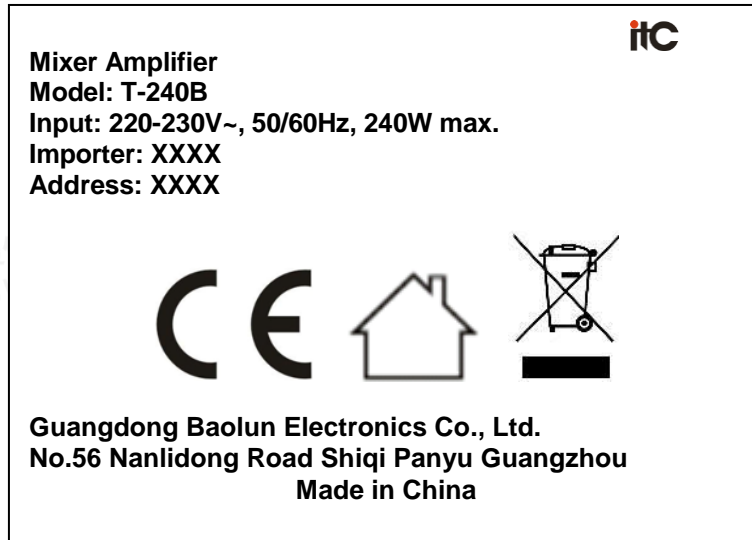 itC
Mixer Amplifier
Model: T-240B
Input: 220-230V~, 50/60Hz, 240W max.
Importer: XXXX
Address: XXXX
CE
Guangdong Baolun Electronics Co., Ltd.
No.56 Nanlidong Road Shiqi Panyu Guangzhou
Made in China